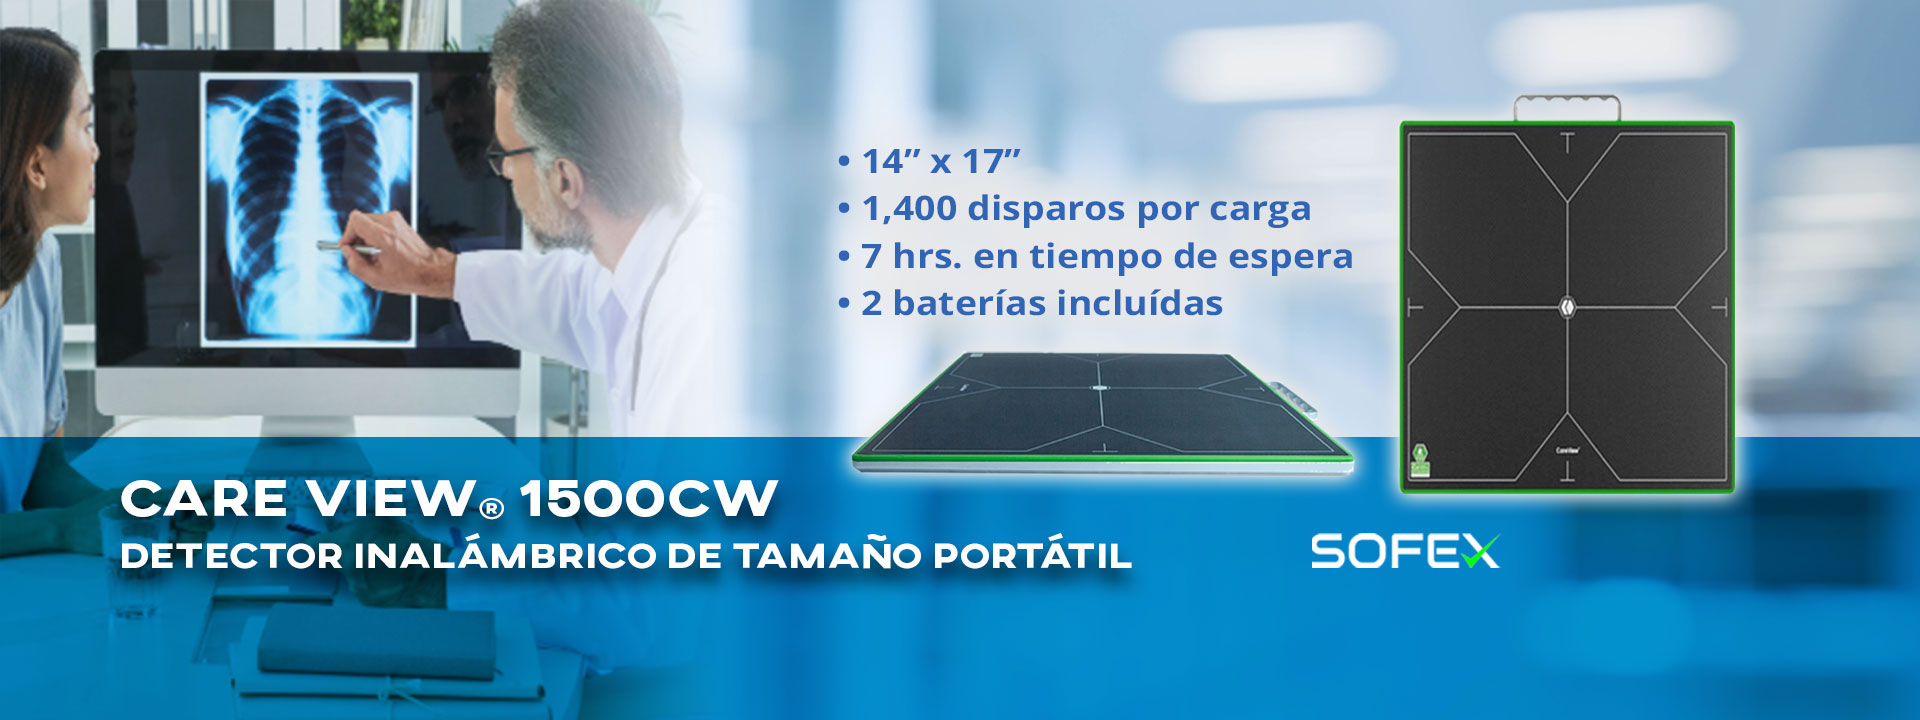 • 14” x 17”
• 1,400 disparos por carga
• 7 hrs. en tiempo de espera
• 2 baterías incluídas
CareView
CARE VIEW® 1500CW
DETECTOR INALÁMBRICO DE TAMAÑO PORTÁTIL
SOFEX